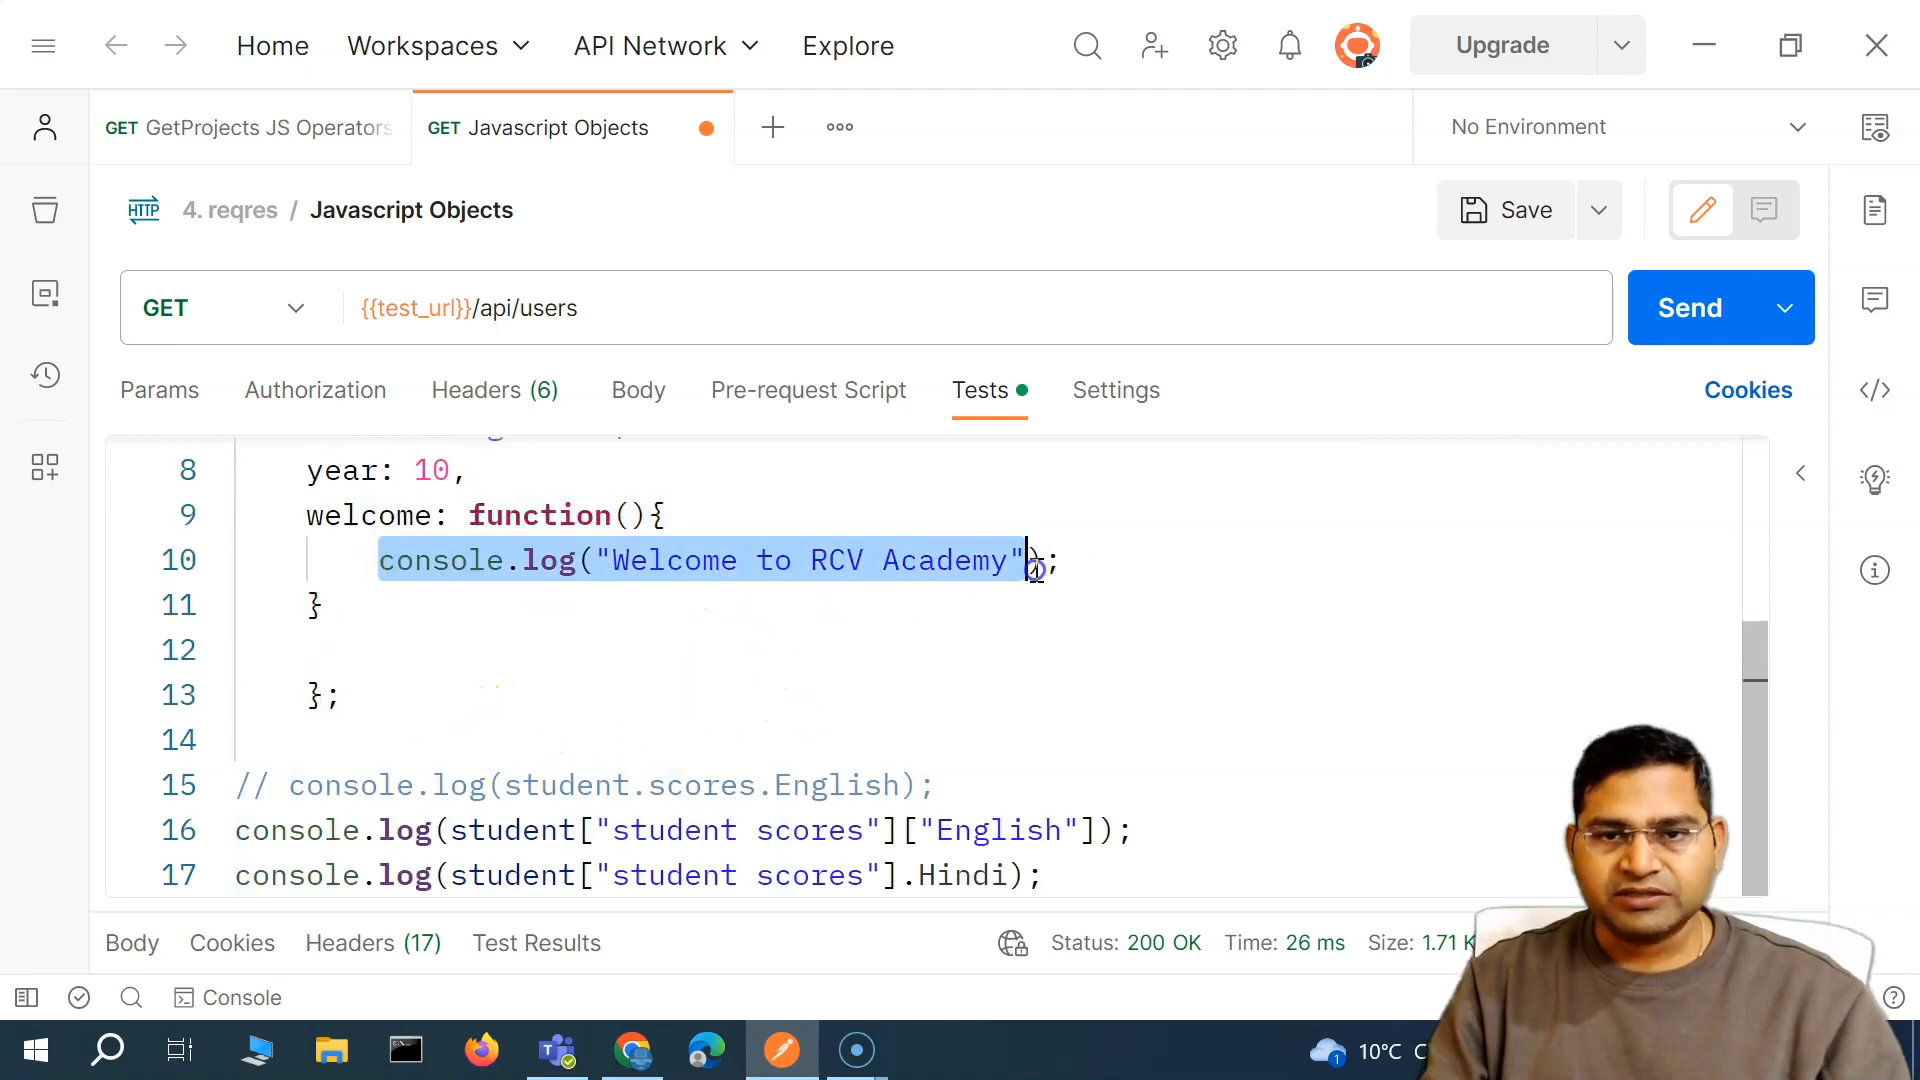 Home Workspaces API Network Explore Upgrade
GET GetProjects JS Operators GET Javascript Objects No Environment
HTTP 4. reqres / Javascript Objects Save
GET {{test_url}}/api/users Send
Params Authorization Headers (6) Body Pre-request Script Tests Settings Cookies
8 year: 10,
9 welcome: function(){
10 console.log("Welcome to RCV Academy");
11 }
12
13 };
14
15 // console.log(student.scores.English);
16 console.log(student["student scores"]["English"]);
17 console.log(student["student scores"].Hindi);
Body Cookies Headers (17) Test Results Status: 200 OK Time: 26 ms Size: 1.71 K
Console
1 10°C C